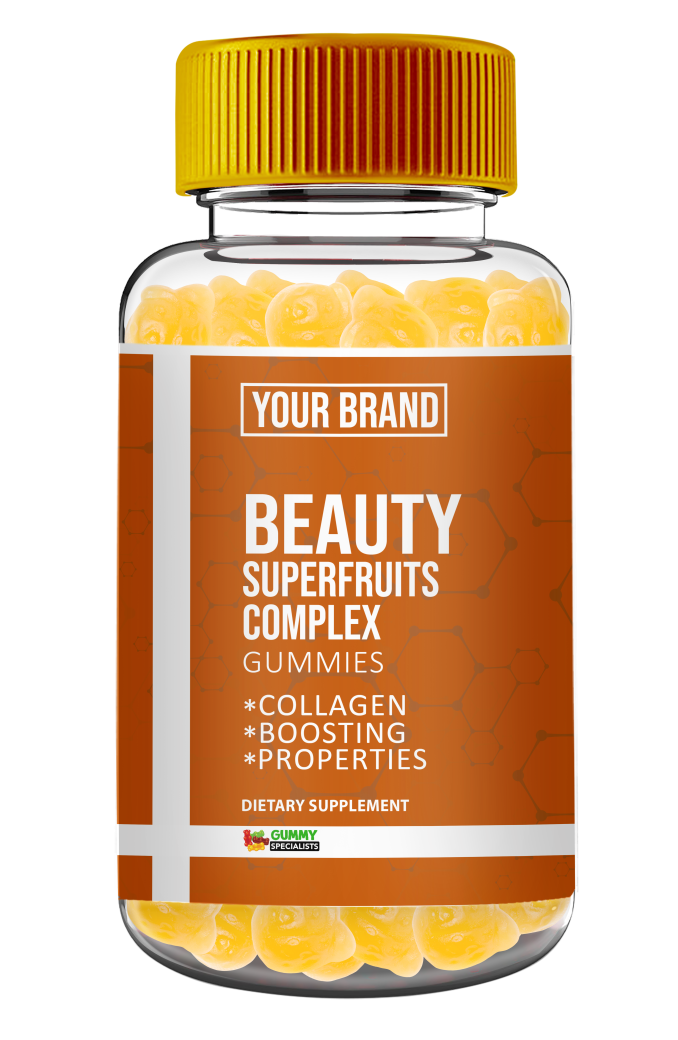 YOUR BRAND
BEAUTY
SUPERFRUITS
COMPLEX
GUMMIES
*COLLAGEN
*BOOSTING
*PROPERTIES
DIETARY SUPPLEMENT
GUMMY
SPECIALISTS